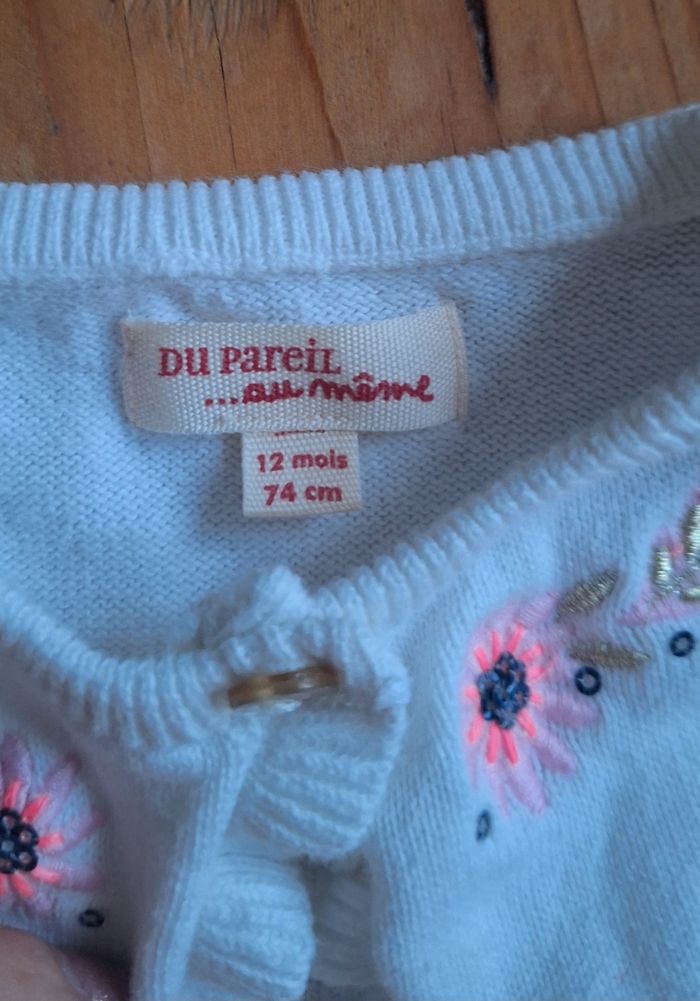 DU PareiL
...au même
12 mois
74 cm